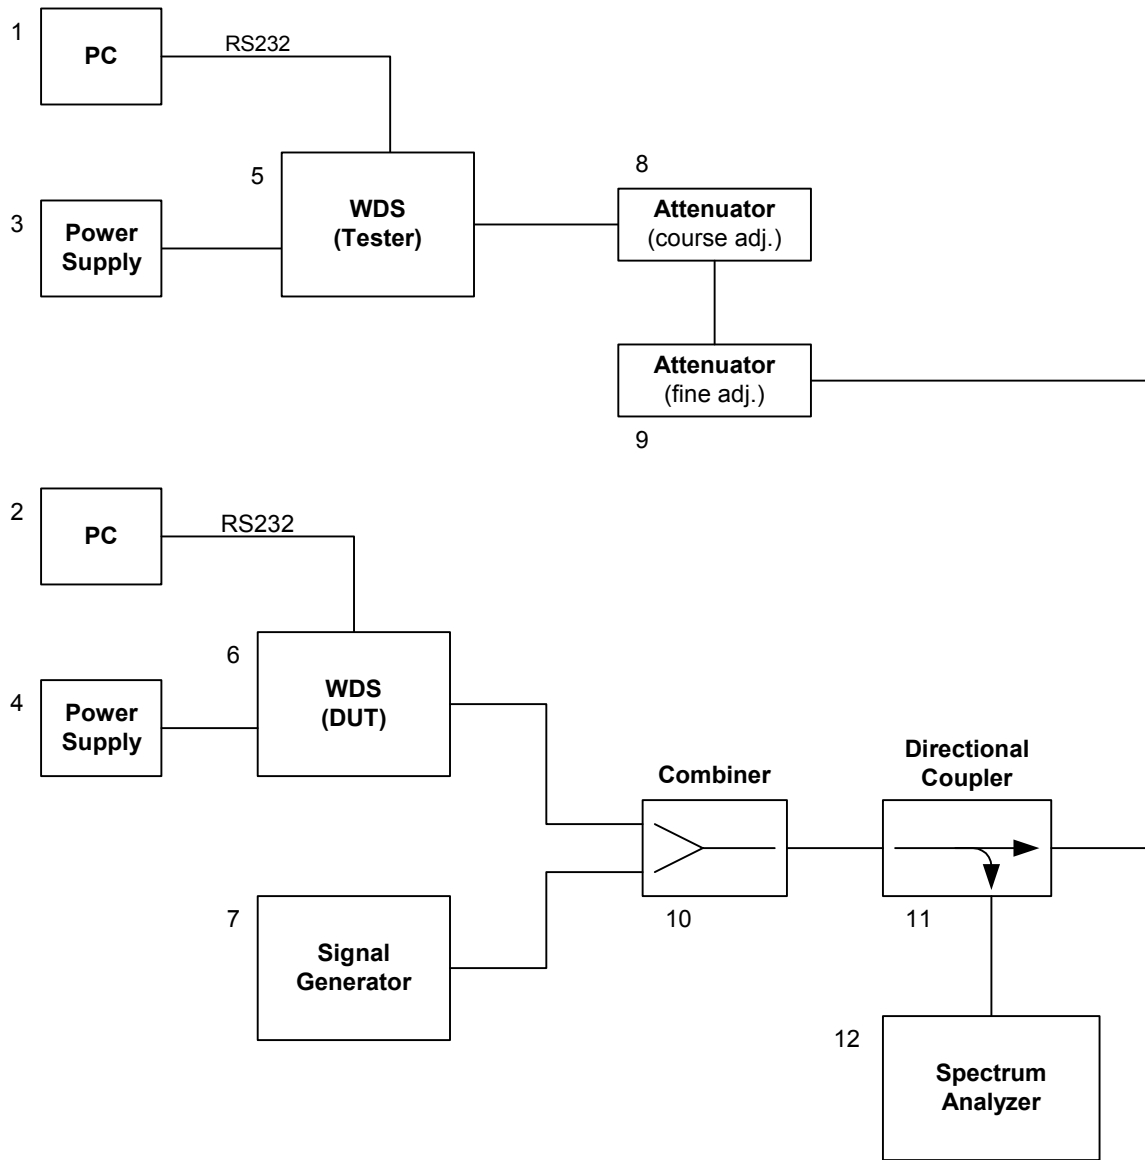 1
PC
RS232
5
WDS
(Tester)
8
Attenuator
(course adj.)
3
Power
Supply
Attenuator
(fine adj.)
9
2
PC
RS232
6
WDS
(DUT)
4
Power
Supply
Combiner
Directional
Coupler
10
11
7
Signal
Generator
12
Spectrum
Analyzer